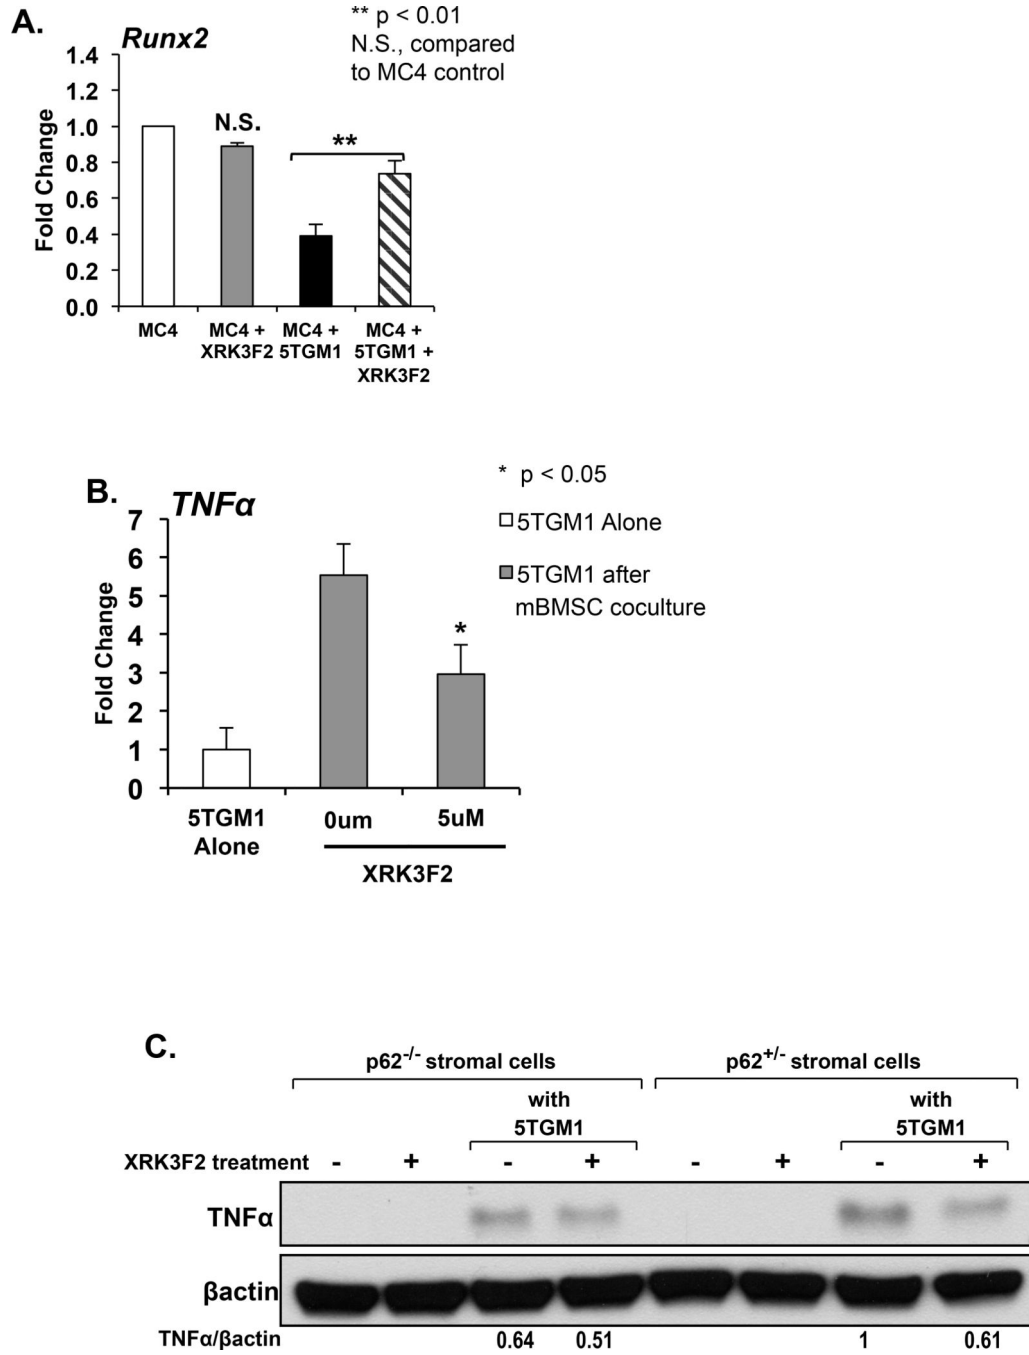 A.
Runx2
** p < 0.01
N.S., compared
to MC4 control
1.4
1.2
1.0
0.8
0.6
0.4
0.2
0.0
Fold Change
N.S.
**
MC4
MC4 +
XRK3F2
MC4 +
5TGM1
MC4 +
5TGM1 +
XRK3F2
B.
TNFα
* p < 0.05
5TGM1 Alone
5TGM1 after
mBMSC coculture
7
6
5
4
3
2
1
0
Fold Change
*
5TGM1
Alone
0um
5uM
XRK3F2
C.
p62-/- stromal cells
p62+/- stromal cells
with
5TGM1
with
5TGM1
XRK3F2 treatment - + - + - + - +
TNFα
βactin
TNFα/βactin 0.64 0.51 1 0.61